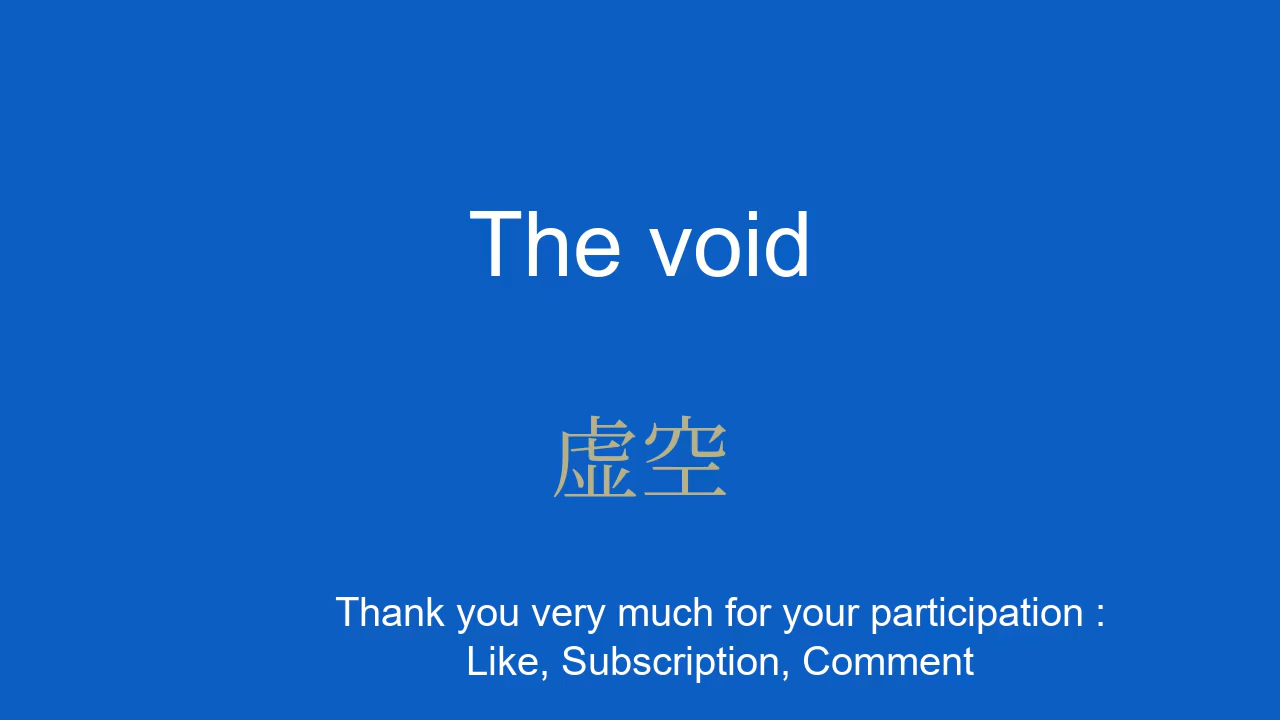 The void
虚空
Thank you very much for your participation :
Like, Subscription, Comment